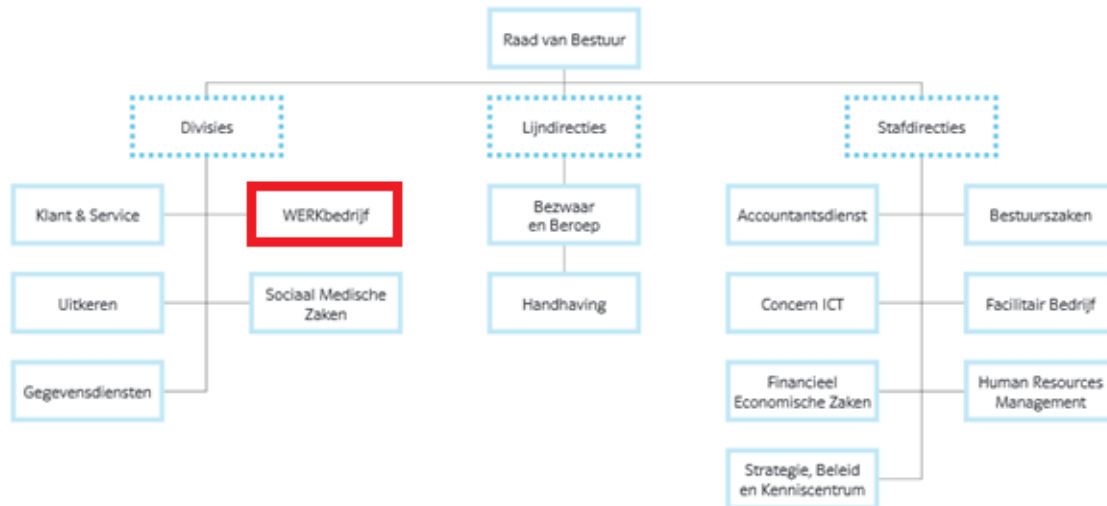 Raad van Bestuur
Divisies
Lijndirecties
Stafdirecties
Klant & Service
WERKbedrijf
Bezwaar
en Beroep
Accountantsdienst
Bestuurszaken
Uitkeren
Sociaal Medische
Zaken
Handhaving
Concern ICT
Facilitair Bedrijf
Gegevensdiensten
Financieel
Economische Zaken
Human Resources
Management
Strategie, Beleid
en Kenniscentrum